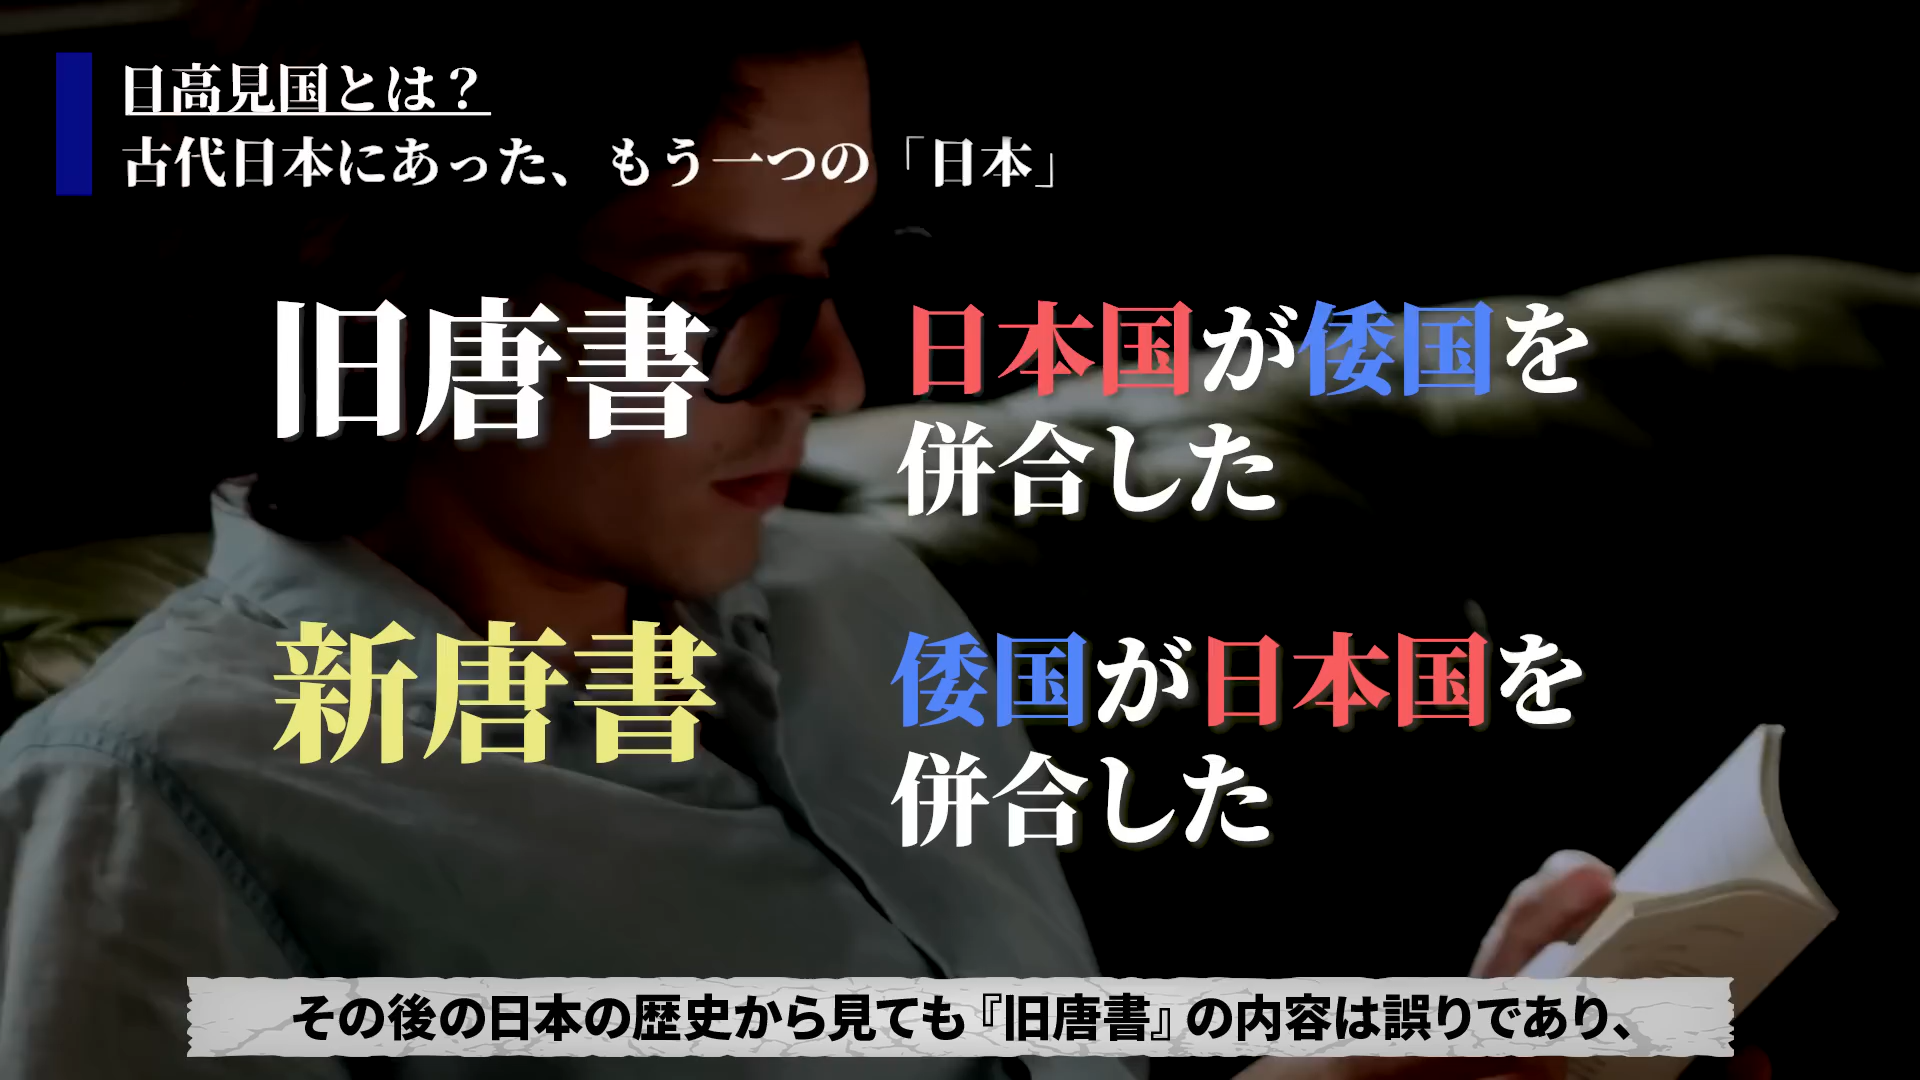 日高見国とは？
古代日本にあった、もう一つの「日本」
旧唐書
日本国が倭国を
併合した
新唐書
倭国が日本国を
併合した
その後の日本の歴史から見ても『旧唐書』の内容は誤りであり、